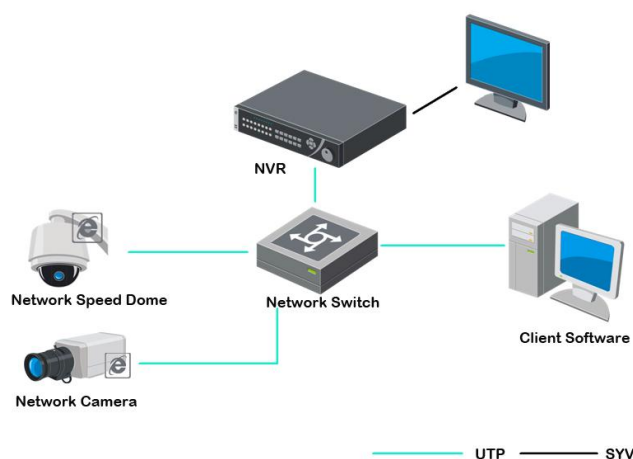 NVR
Network Speed Dome
Network Switch
Client Software
Network Camera
UTP
SYV